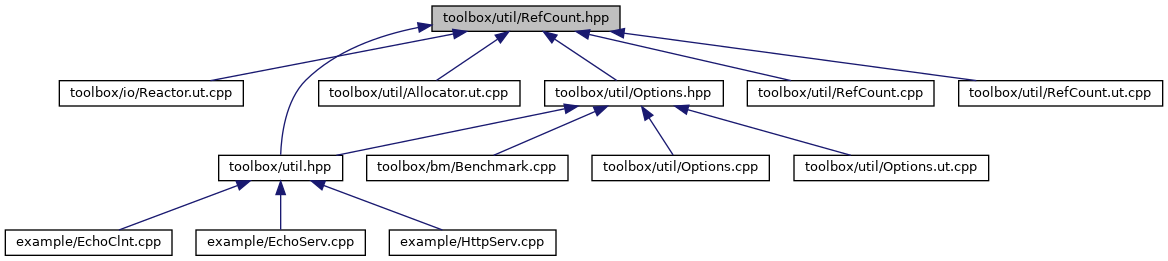 toolbox/util/RefCount.hpp
toolbox/io/Reactor.ut.cpp
toolbox/util/Allocator.ut.cpp
toolbox/util/Options.hpp
toolbox/util/RefCount.cpp
toolbox/util/RefCount.ut.cpp
toolbox/util.hpp
toolbox/bm/Benchmark.cpp
toolbox/util/Options.cpp
toolbox/util/Options.ut.cpp
example/EchoClnt.cpp
example/EchoServ.cpp
example/HttpServ.cpp